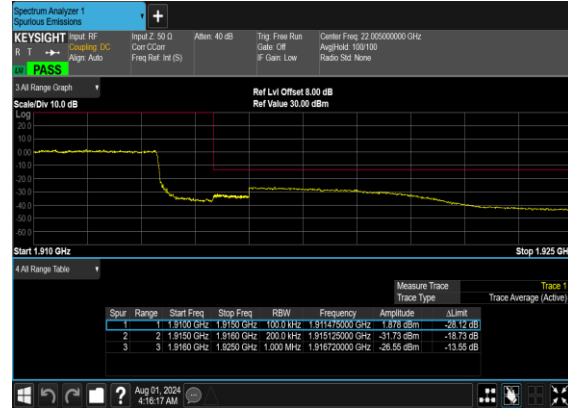 Spectrum Analyzer 1
Spurious Emissions
+
KEYSIGHT Input: RF Input Z: 50 Ω Atten: 40 dB Trig: Free Run Center Freq: 22.005000000 GHz
R T Coupling: DC Corr CCorr Gate: Off Avg|Hold: 100/100
Align: Auto Freq Ref: Int (S) IF Gain: Low Radio Std: None
PASS
3 All Range Graph
Ref Lvl Offset 8.00 dB
Scale/Div 10.0 dB Ref Value 30.00 dBm
Log
20.0
10.0
0.00
-10.0
-20.0
-30.0
-40.0
-50.0
-60.0
Start 1.910 GHz Stop 1.925 GH
4 All Range Table
Measure Trace Trace 1
Trace Type Trace Average (Active)
Spur Range Start Freq Stop Freq RBW Frequency Amplitude ΔLimit
1 1 1.9100 GHz 1.9150 GHz 100.0 kHz 1.911475000 GHz 1.878 dBm -28.12 dB
2 2 1.9150 GHz 1.9160 GHz 200.0 kHz 1.915125000 GHz -31.73 dBm -18.73 dB
3 3 1.9160 GHz 1.9250 GHz 1.000 MHz 1.916720000 GHz -26.55 dBm -13.55 dB
? Aug 01, 2024
4:16:17 AM